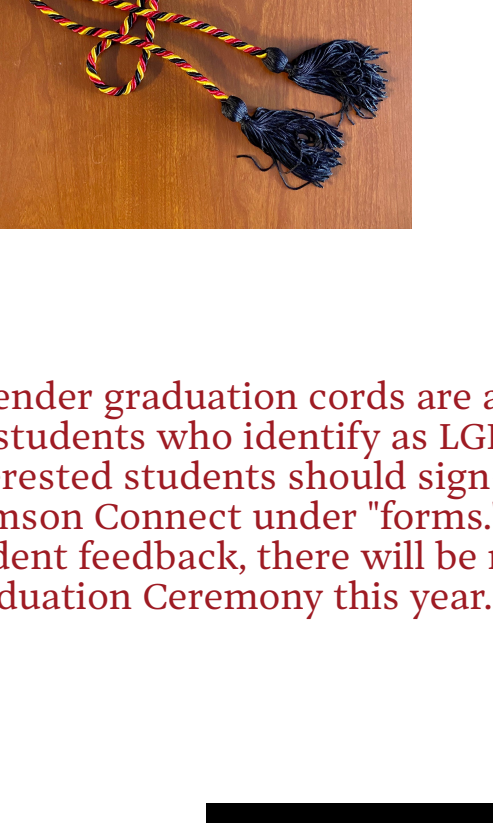 ender graduation cords are a
students who identify as LG
rested students should sign
mson Connect under "forms."
dent feedback, there will be
duation Ceremony this year.